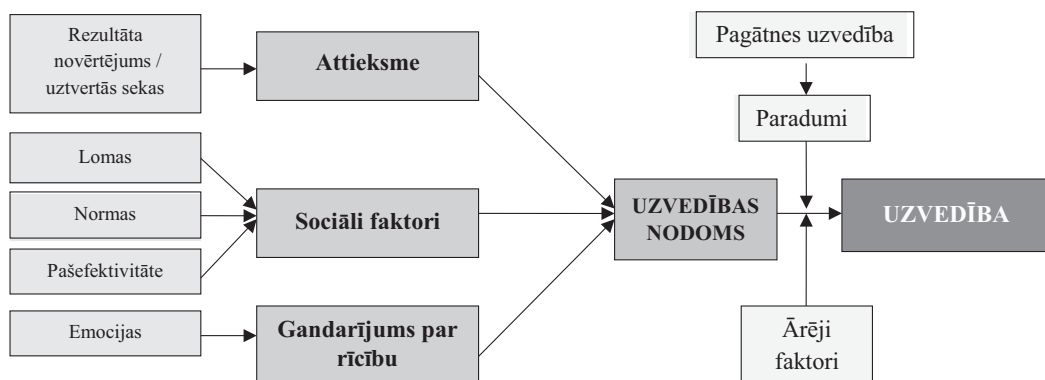 Rezultāta
novērtējums /
uztvertās sekas
Attieksme
Pagātnes uzvedība
Paradumi
Lomas
Normas
Pašefektivitāte
Sociāli faktori
UZVEDĪBAS
NODOMS
UZVEDĪBA
Emocijas
Gandarījums par
rīcību
Ārēji
faktori